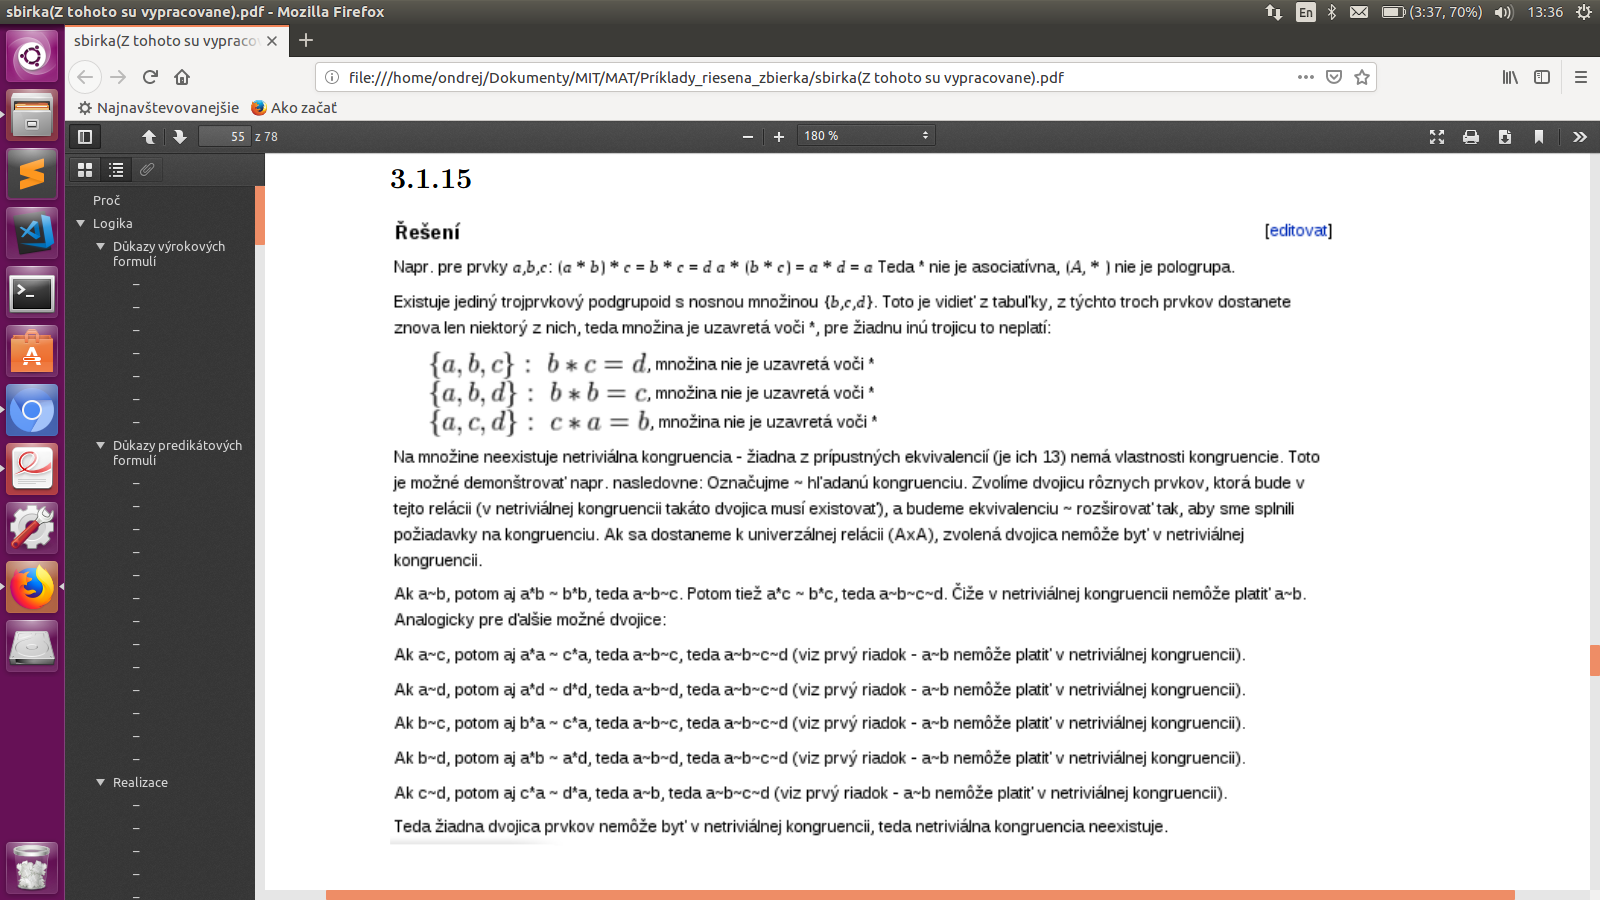 sbirka(Z tohoto su vypracovane).pdf - Mozilla Firefox
En (3:37, 70%) 13:36
sbirka(Z tohoto su vypraco
file:///home/ondrej/Dokumenty/MIT/MAT/Príklady_riesena_zbierka/sbirka(Z tohoto su vypracovane).pdf
Najnavštevovanejšie Ako začať
55 z 78 180 %
Proč
Logika
Důkazy výrokových
formulí
Důkazy predikátových
formulí
Realizace
3.1.15
Řešení [editovat]
Napr. pre prvky a,b,c: (a * b) * c = b * c = d a * (b * c) = a * d = a Teda * nie je asociatívna, (A, * ) nie je pologrupa.
Existuje jediný trojprvkový podgrupoid s nosnou množinou {b,c,d}. Toto je vidieť z tabuľky, z týchto troch prvkov dostanete
znova len niektorý z nich, teda množina je uzavretá voči *, pre žiadnu inú trojicu to neplatí:
{a, b, c} : b * c = d, množina nie je uzavretá voči *
{a, b, d} : b * b = c, množina nie je uzavretá voči *
{a, c, d} : c * a = b, množina nie je uzavretá voči *
Na množine neexistuje netriviálna kongruencia - žiadna z prípustných ekvivalencií (je ich 13) nemá vlastnosti kongruencie. Toto
je možné demonštrovať napr. nasledovne: Označujme ~ hľadanú kongruenciu. Zvolíme dvojicu rôznych prvkov, ktorá bude v
tejto relácii (v netriviálnej kongruencii takáto dvojica musí existovať), a budeme ekvivalenciu ~ rozširovať tak, aby sme splnili
požiadavky na kongruenciu. Ak sa dostaneme k univerzálnej relácii (AxA), zvolená dvojica nemôže byť v netriviálnej
kongruencii.
Ak a~b, potom aj a*b ~ b*b, teda a~b~c. Potom tiež a*c ~ b*c, teda a~b~c~d. Čiže v netriviálnej kongruencii nemôže platiť a~b.
Analogicky pre ďalšie možné dvojice:
Ak a~c, potom aj a*a ~ c*a, teda a~b~c, teda a~b~c~d (viz prvý riadok - a~b nemôže platiť v netriviálnej kongruencii).
Ak a~d, potom aj a*d ~ d*d, teda a~b~d, teda a~b~c~d (viz prvý riadok - a~b nemôže platiť v netriviálnej kongruencii).
Ak b~c, potom aj b*a ~ c*a, teda a~b~c, teda a~b~c~d (viz prvý riadok - a~b nemôže platiť v netriviálnej kongruencii).
Ak b~d, potom aj a*b ~ a*d, teda a~b~d, teda a~b~c~d (viz prvý riadok - a~b nemôže platiť v netriviálnej kongruencii).
Ak c~d, potom aj c*a ~ d*a, teda a~b, teda a~b~c~d (viz prvý riadok - a~b nemôže platiť v netriviálnej kongruencii).
Teda žiadna dvojica prvkov nemôže byť v netriviálnej kongruencii, teda netriviálna kongruencia neexistuje.